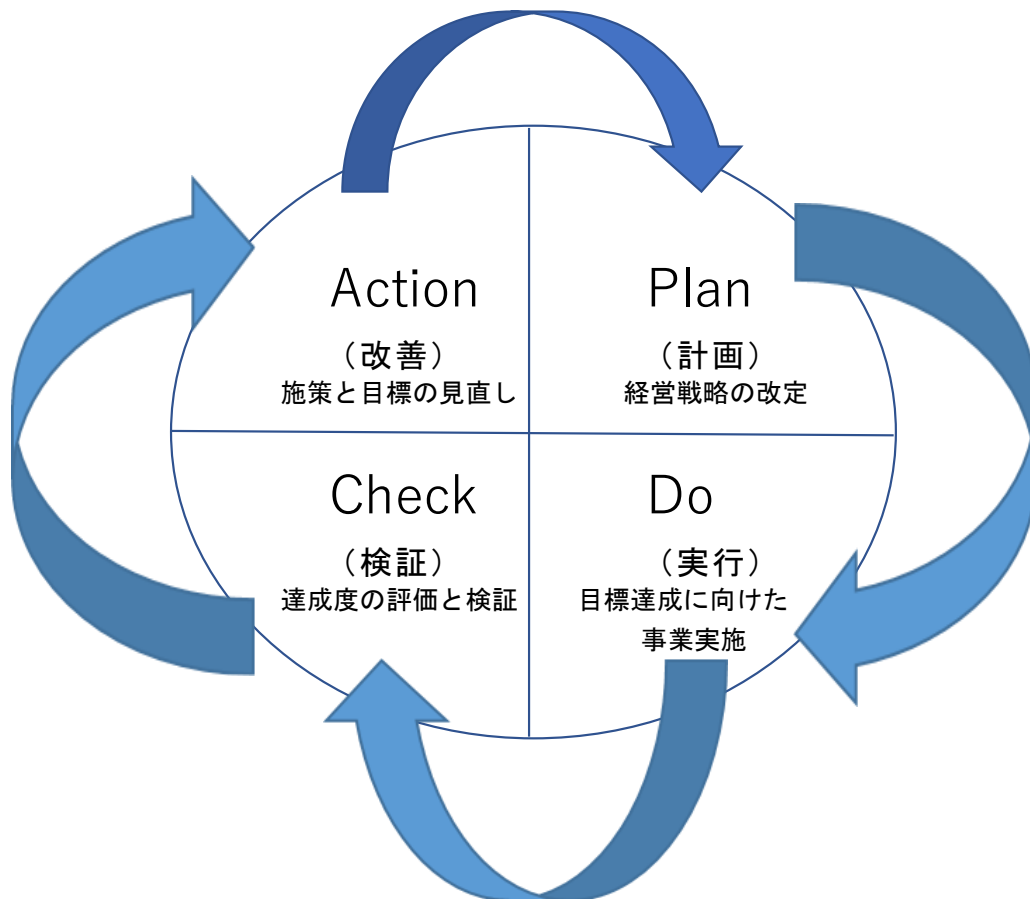 Action
（改善）
施策と目標の見直し
Plan
（計画）
経営戦略の改定
Check
（検証）
達成度の評価と検証
Do
（実行）
目標達成に向けた
事業実施